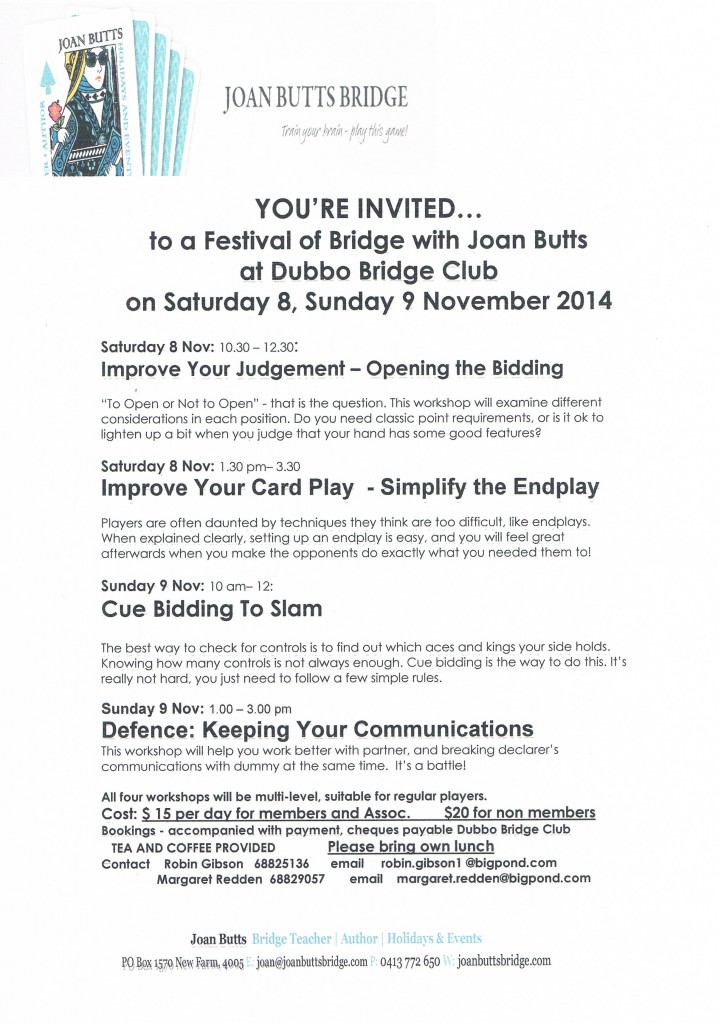 JOAN BUTTS
HOLIDAYS AND EVENTS
JOAN BUTTS BRIDGE
Train your brain - play this game!
YOU'RE INVITED…
to a Festival of Bridge with Joan Butts
at Dubbo Bridge Club
on Saturday 8, Sunday 9 November 2014
Saturday 8 Nov: 10.30 – 12.30:
Improve Your Judgement – Opening the Bidding
“To Open or Not to Open” - that is the question. This workshop will examine different
considerations in each position. Do you need classic point requirements, or is it ok to
lighten up a bit when you judge that your hand has some good features?
Saturday 8 Nov: 1.30 pm– 3.30
Improve Your Card Play - Simplify the Endplay
Players are often daunted by techniques they think are too difficult, like endplays.
When explained clearly, setting up an endplay is easy, and you will feel great
afterwards when you make the opponents do exactly what you needed them to!
Sunday 9 Nov: 10 am– 12:
Cue Bidding To Slam
The best way to check for controls is to find out which aces and kings your side holds.
Knowing how many controls is not always enough. Cue bidding is the way to do this. It's
really not hard, you just need to follow a few simple rules.
Sunday 9 Nov: 1.00 – 3.00 pm
Defence: Keeping Your Communications
This workshop will help you work better with partner, and breaking declarer's
communications with dummy at the same time. It's a battle!
All four workshops will be multi-level, suitable for regular players.
Cost: $ 15 per day for members and Assoc. $20 for non members
Bookings - accompanied with payment, cheques payable Dubbo Bridge Club
TEA AND COFFEE PROVIDED Please bring own lunch
Contact Robin Gibson 68825136 email robin.gibson1 @bigpond.com
Margaret Redden 68829057 email margaret.redden@bigpond.com
Joan Butts Bridge Teacher | Author | Holidays & Events
PO Box 1570 New Farm, 4005 E: joan@joanbuttsbridge.com P: 0413 772 650 W: joanbuttsbridge.com